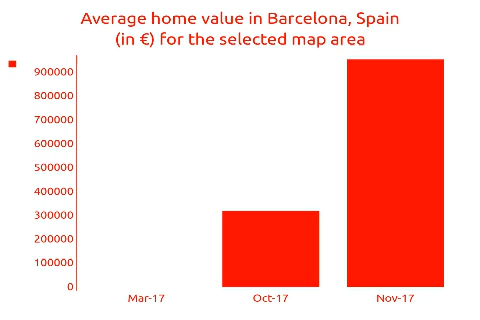 Average home value in Barcelona, Spain
(in €) for the selected map area
900000
800000
700000
600000
500000
400000
300000
200000
100000
0
Mar-17
Oct-17
Nov-17